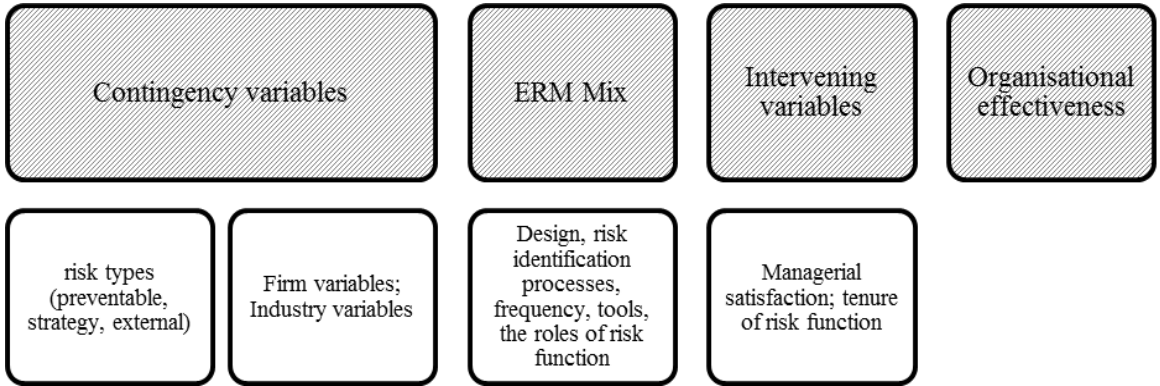 Contingency variables
ERM Mix
Intervening
variables
Organisational
effectiveness
risk types
(preventable,
strategy, external)
Firm variables;
Industry variables
Design, risk
identification
processes,
frequency, tools,
the roles of risk
function
Managerial
satisfaction; tenure
of risk function